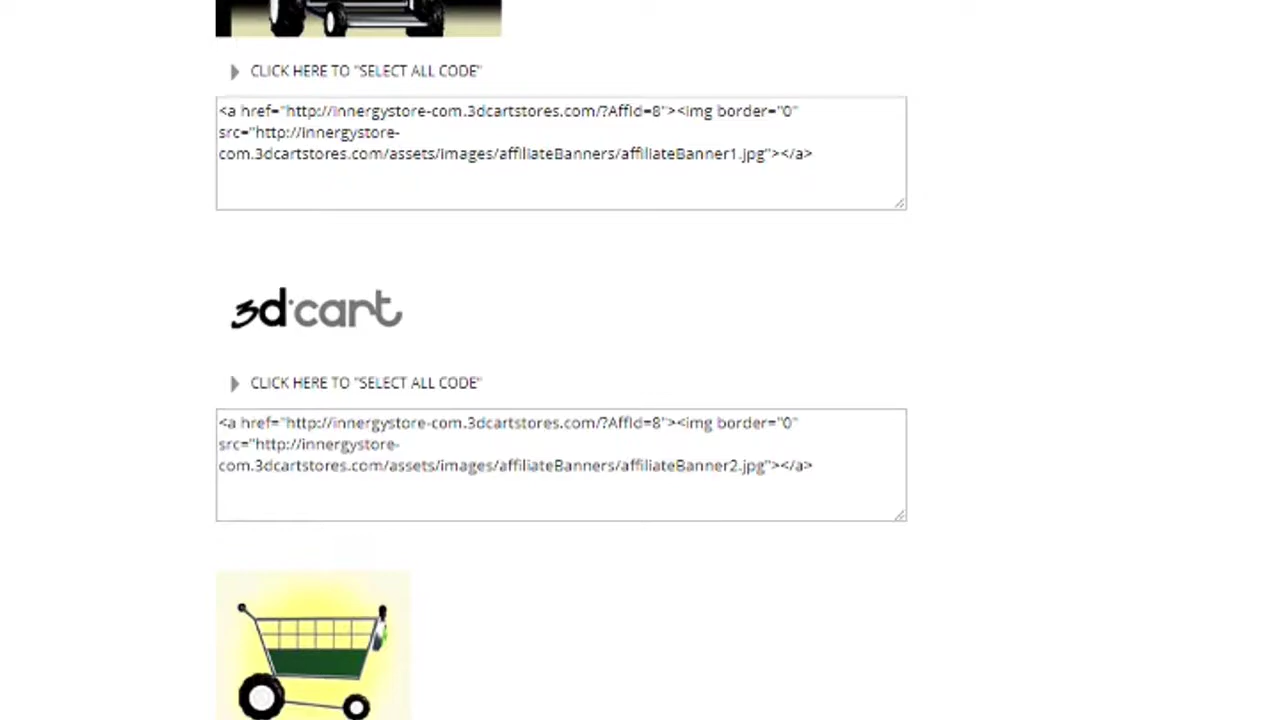 CLICK HERE TO "SELECT ALL CODE"
<a href="http://innergystore-com.3dcartstores.com/?AffId=8"><img border="0"
src="http://innergystore-
com.3dcartstores.com/assets/images/affiliateBanners/affiliateBanner1.jpg"></a>
3dcart
CLICK HERE TO "SELECT ALL CODE"
<a href="http://innergystore-com.3dcartstores.com/?AffId=8"><img border="0"
src="http://innergystore-
com.3dcartstores.com/assets/images/affiliateBanners/affiliateBanner2.jpg"></a>